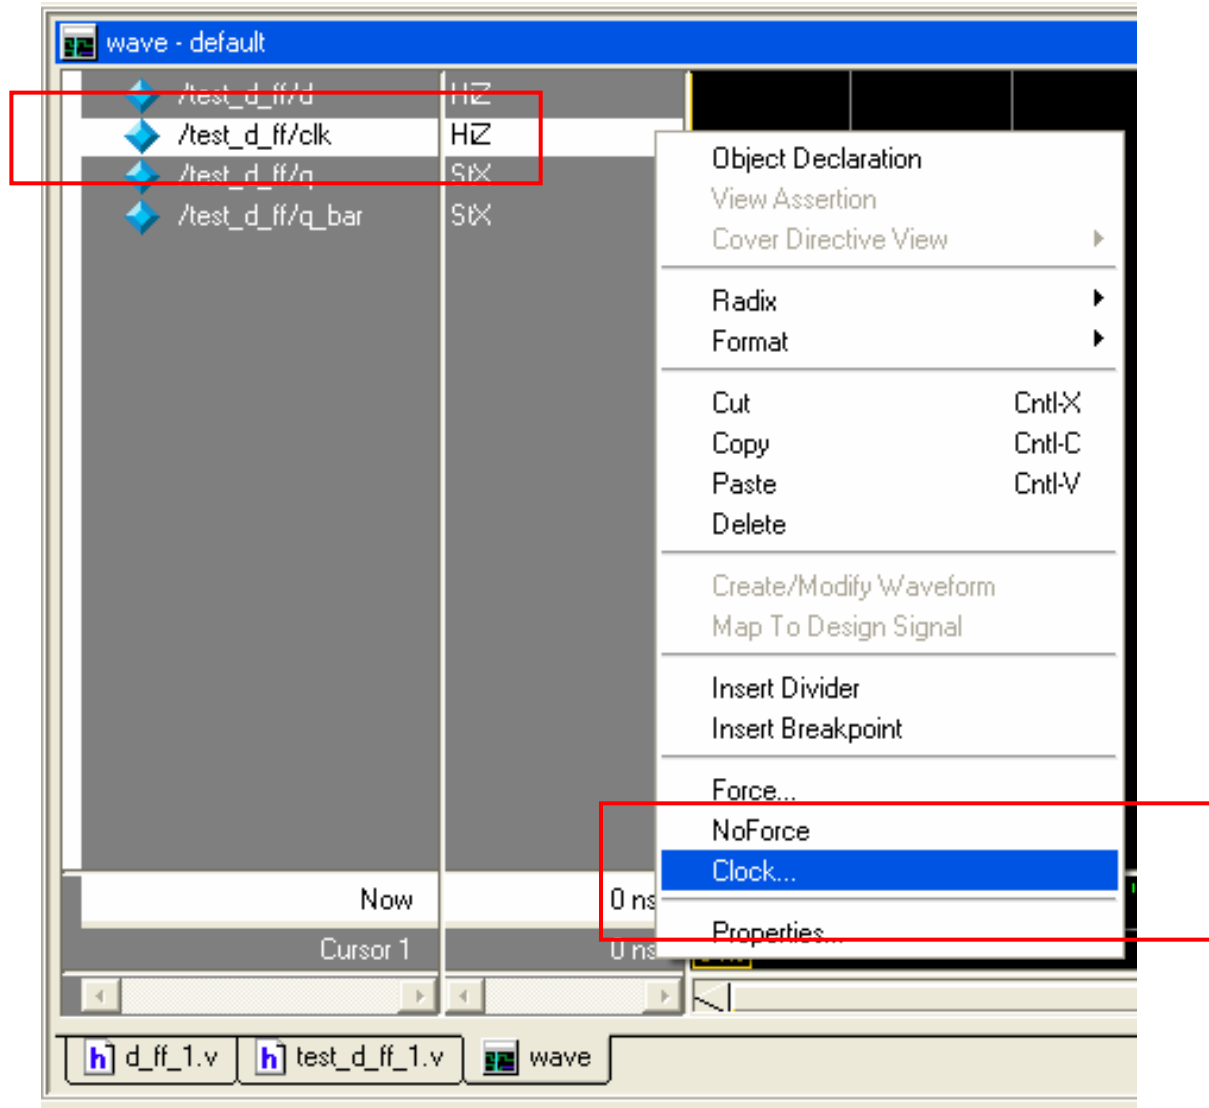 wave - default
/test_d_ff/d HiZ
/test_d_ff/clk HiZ
/test_d_ff/q StX
/test_d_ff/q_bar StX
Object Declaration
View Assertion
Cover Directive View
Radix
Format
Cut Cntl-X
Copy Cntl-C
Paste Cntl-V
Delete
Create/Modify Waveform
Map To Design Signal
Insert Divider
Insert Breakpoint
Force...
NoForce
Clock...
Properties...
Now 0 ns
Cursor 1 0 ns
d_ff_1.v test_d_ff_1.v wave